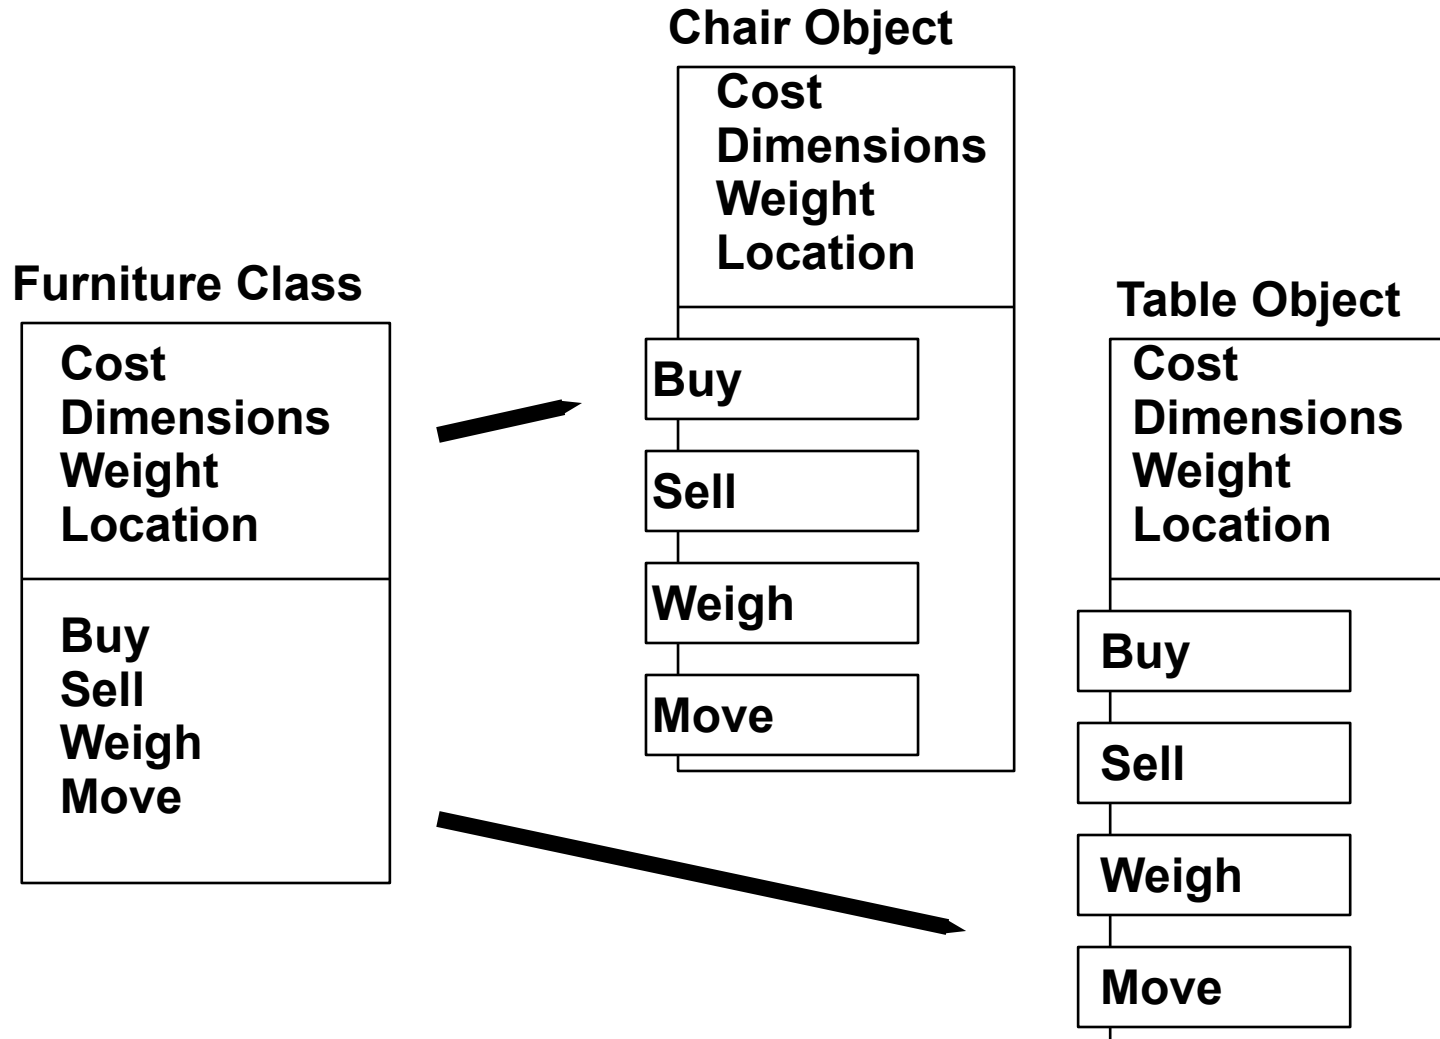 Chair Object
Cost
Dimensions
Weight
Location
Buy
Sell
Weigh
Move
Furniture Class
Cost
Dimensions
Weight
Location
Buy
Sell
Weigh
Move
Table Object
Cost
Dimensions
Weight
Location
Buy
Sell
Weigh
Move